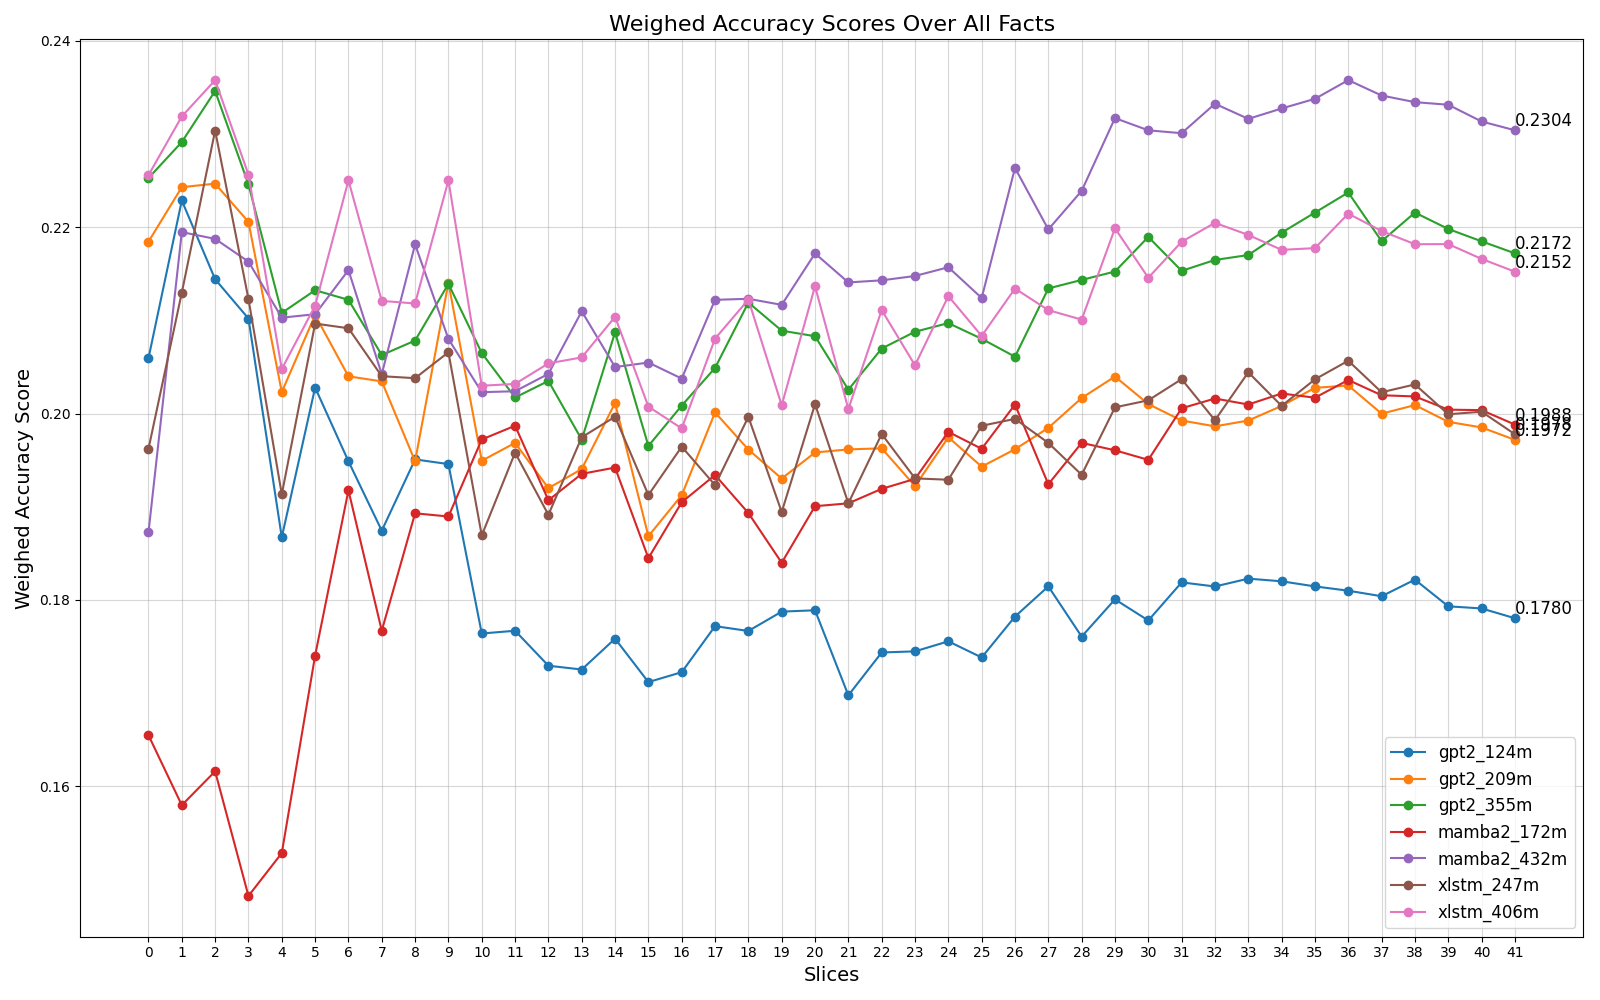 Weighed Accuracy Scores Over All Facts
Weighed Accuracy Score
0.24
0.22
0.20
0.18
0.16
0.2304
0.2172
0.2152
0.1988
0.1978
0.1972
0.1780
gpt2_124m
gpt2_209m
gpt2_355m
mamba2_172m
mamba2_432m
xlstm_247m
xlstm_406m
0 1 2 3 4 5 6 7 8 9 10 11 12 13 14 15 16 17 18 19 20 21 22 23 24 25 26 27 28 29 30 31 32 33 34 35 36 37 38 39 40 41
Slices